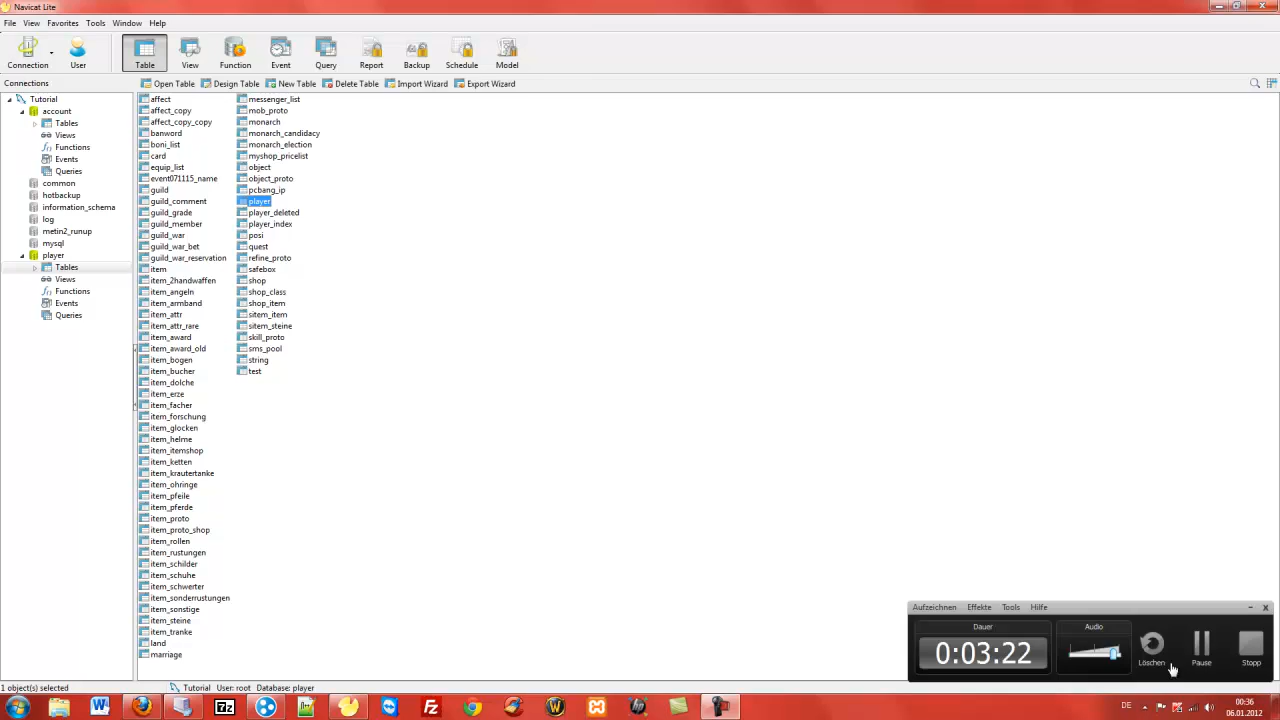 Navicat Lite
File View Favorites Tools Window Help
Connection User Table View Function Event Query Report Backup Schedule Model
Connections Open Table Design Table New Table Delete Table Import Wizard Export Wizard
Tutorial
account
Tables
Views
Functions
Events
Queries
common
hotbackup
information_schema
log
metin2_runup
mysql
player
Tables
Views
Functions
Events
Queries
affect
affect_copy
affect_copy_copy
banword
boni_list
card
equip_list
event071115_name
guild
guild_comment
guild_grade
guild_member
guild_war
guild_war_bet
guild_war_reservation
item
item_2handwaffen
item_angeln
item_armband
item_attr
item_attr_rare
item_award
item_award_old
item_bogen
item_bucher
item_dolche
item_erze
item_facher
item_forschung
item_glocken
item_helme
item_itemshop
item_ketten
item_krautertanke
item_ohringe
item_pfeile
item_pferde
item_proto
item_proto_shop
item_rollen
item_rustungen
item_schilder
item_schuhe
item_schwerter
item_sonderrustungen
item_sonstige
item_steine
item_tranke
land
marriage
messenger_list
mob_proto
monarch
monarch_candidacy
monarch_election
myshop_pricelist
object
object_proto
pcbang_ip
player
player_deleted
player_index
posi
quest
refine_proto
safebox
shop
shop_class
shop_item
sitem_item
sitem_steine
skill_proto
sms_pool
string
test
Aufzeichnen Effekte Tools Hilfe
Dauer Audio
0:03:22
Löschen Pause Stopp
1 object(s) selected Tutorial User: root Database: player
DE 00:36
06.01.2012